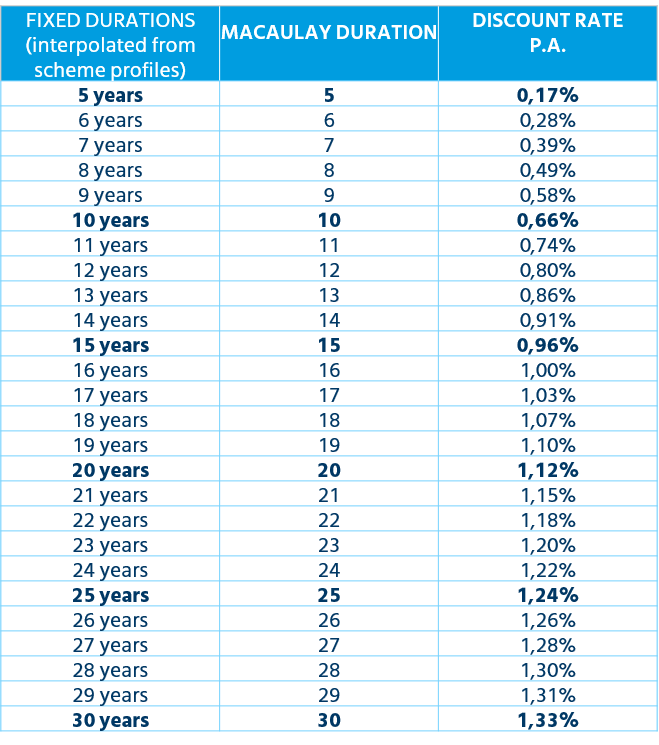 FIXED DURATIONS
(interpolated from
scheme profiles)
MACAULAY DURATION
DISCOUNT RATE
P.A.
5 years 5 0,17%
6 years 6 0,28%
7 years 7 0,39%
8 years 8 0,49%
9 years 9 0,58%
10 years 10 0,66%
11 years 11 0,74%
12 years 12 0,80%
13 years 13 0,86%
14 years 14 0,91%
15 years 15 0,96%
16 years 16 1,00%
17 years 17 1,03%
18 years 18 1,07%
19 years 19 1,10%
20 years 20 1,12%
21 years 21 1,15%
22 years 22 1,18%
23 years 23 1,20%
24 years 24 1,22%
25 years 25 1,24%
26 years 26 1,26%
27 years 27 1,28%
28 years 28 1,30%
29 years 29 1,31%
30 years 30 1,33%